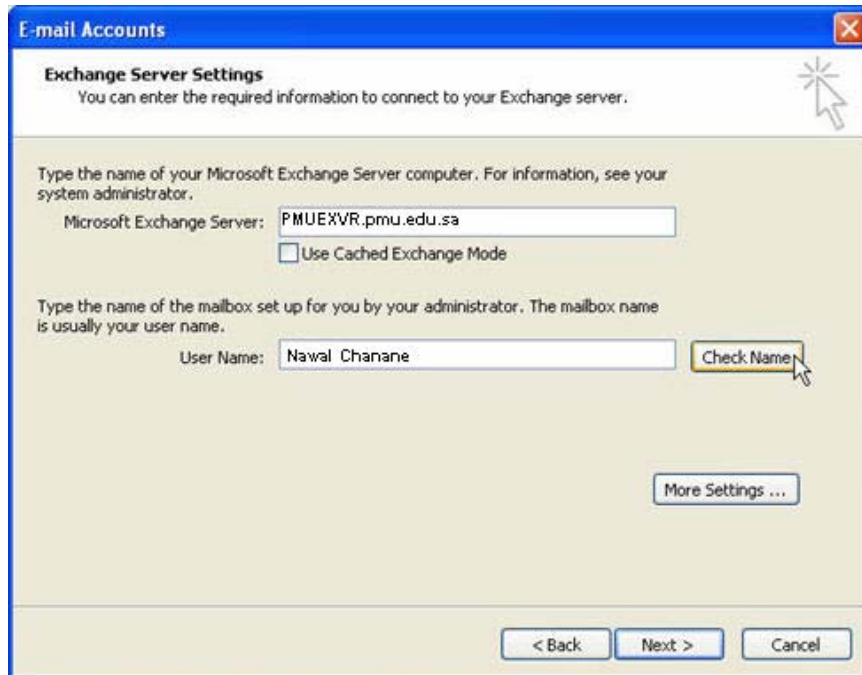 E-mail Accounts
Exchange Server Settings
You can enter the required information to connect to your Exchange server.
Type the name of your Microsoft Exchange Server computer. For information, see your
system administrator.
Microsoft Exchange Server: PMUEXVR.pmu.edu.sa
Use Cached Exchange Mode
Type the name of the mailbox set up for you by your administrator. The mailbox name
is usually your user name.
User Name: Nawal Chanane Check Name
More Settings ...
< Back Next > Cancel